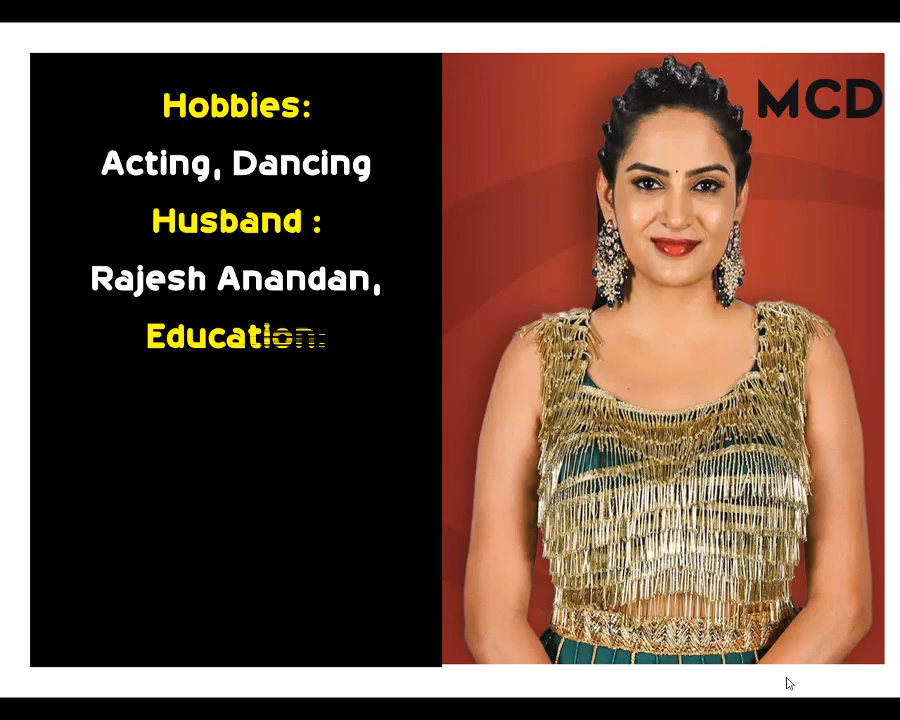 Hobbies:
Acting, Dancing
Husband :
Rajesh Anandan,
Education:
MCD